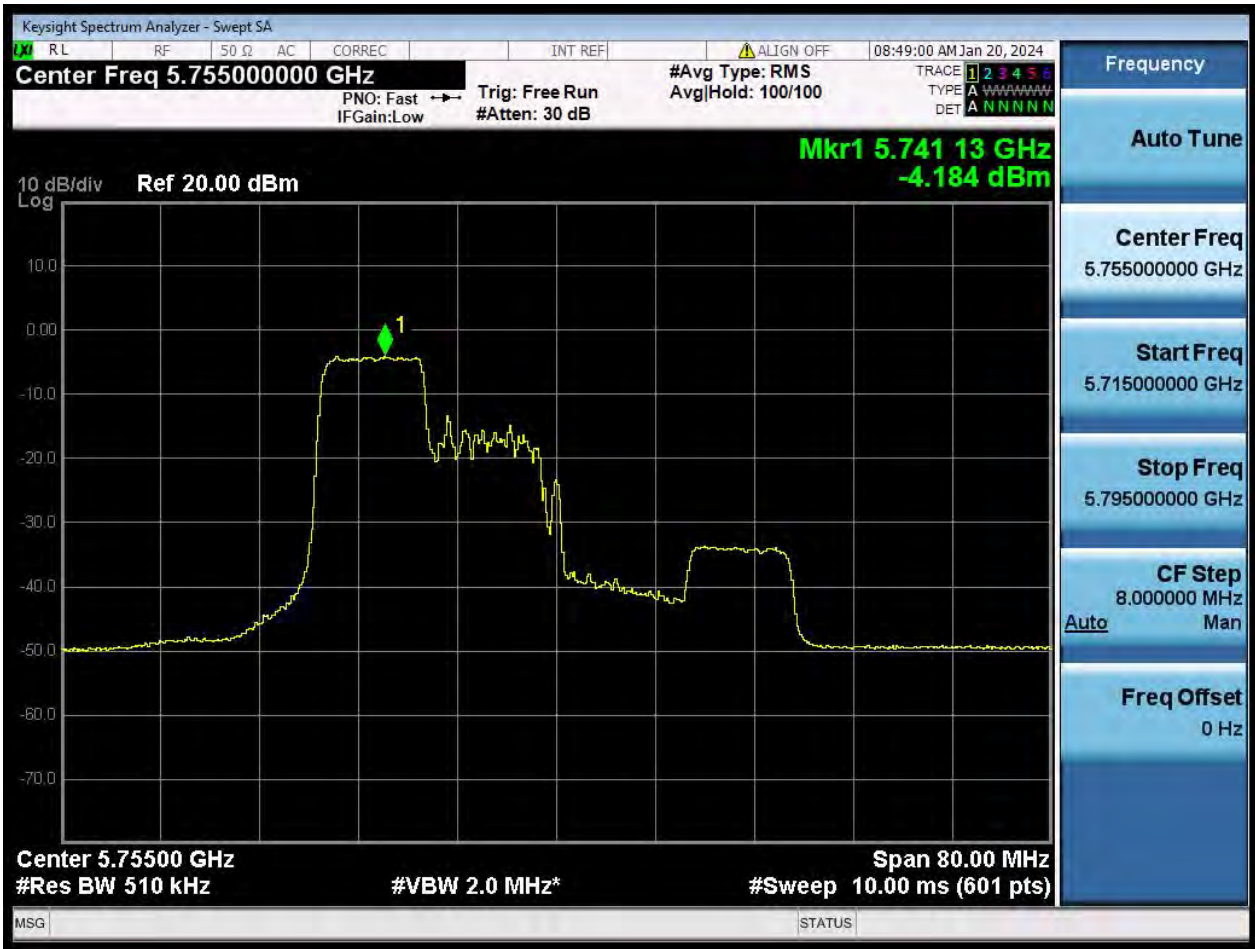 Keysight Spectrum Analyzer - Swept SA
LXI RL RF 50 Ω AC CORREC INT REF ALIGN OFF 08:49:00 AM Jan 20, 2024
Center Freq 5.755000000 GHz
PNO: Fast
IFGain:Low
Trig: Free Run
#Atten: 30 dB
#Avg Type: RMS
Avg|Hold: 100/100
TRACE 1 2 3 4 5 6
TYPE A WWWWW
DET A N N N N N
Mkr1 5.741 13 GHz
-4.184 dBm
10 dB/div Ref 20.00 dBm
Log
1
10.0
0.00
-10.0
-20.0
-30.0
-40.0
-50.0
-60.0
-70.0
Center 5.75500 GHz Span 80.00 MHz
#Res BW 510 kHz #VBW 2.0 MHz* #Sweep 10.00 ms (601 pts)
MSG STATUS
Frequency
Auto Tune
Center Freq
5.755000000 GHz
Start Freq
5.715000000 GHz
Stop Freq
5.795000000 GHz
CF Step
8.000000 MHz
Auto Man
Freq Offset
0 Hz